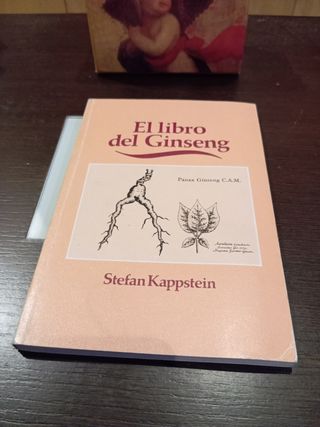 El libro
del Ginseng
Panax Ginseng C.A.M.
Stefan Kappstein